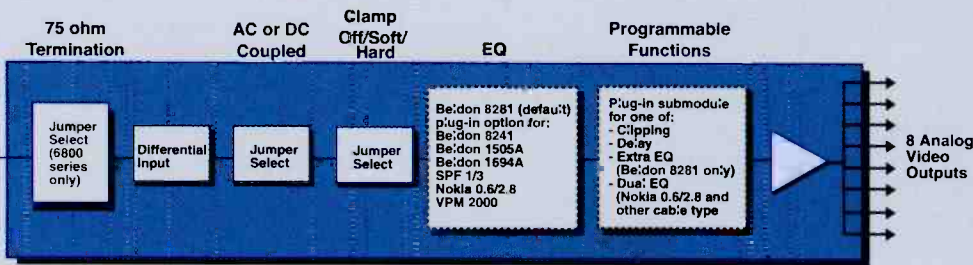 75 ohm
Termination
AC or DC
Coupled
Clamp
Off/Soft/
Hard
EQ
Programmable
Functions
Jumper
Select
(6800
series
only)
Differential
Input
Jumper
Select
Jumper
Select
Beldon 8281 (default)
plug-in option for:
Beldon 8241
Beldon 1505A
Beldon 1694A
SPF 1/3
Nokia 0.6/2.8
VPM 2000
Plug-in submodule
for one of:
- Clipping
- Delay
- Extra EQ
(Beldon 8281 only)
- Dual EQ
(Nokia 0.6/2.8 and
other cable type
8 Analog
Video
Outputs